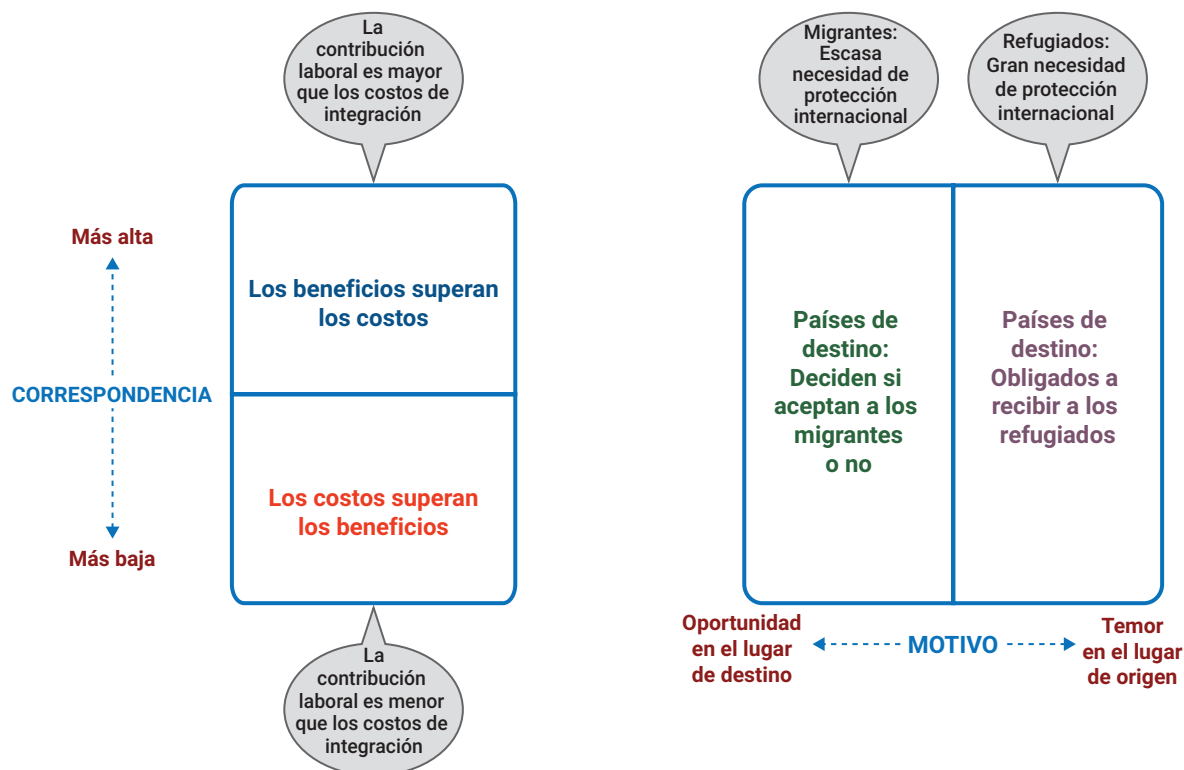 La
contribución
laboral es mayor
que los costos de
integración
Más alta
CORRESPONDENCIA
Más baja
Los beneficios superan
los costos
Los costos superan
los beneficios
La
contribución
laboral es menor
que los costos de
integración
Migrantes:
Escasa
necesidad de
protección
internacional
Refugiados:
Gran necesidad
de protección
internacional
Países de
destino:
Deciden si
aceptan a los
migrantes
o no
Países de
destino:
Obligados a
recibir a los
refugiados
Oportunidad
en el lugar
de destino
MOTIVO
Temor
en el lugar
de origen